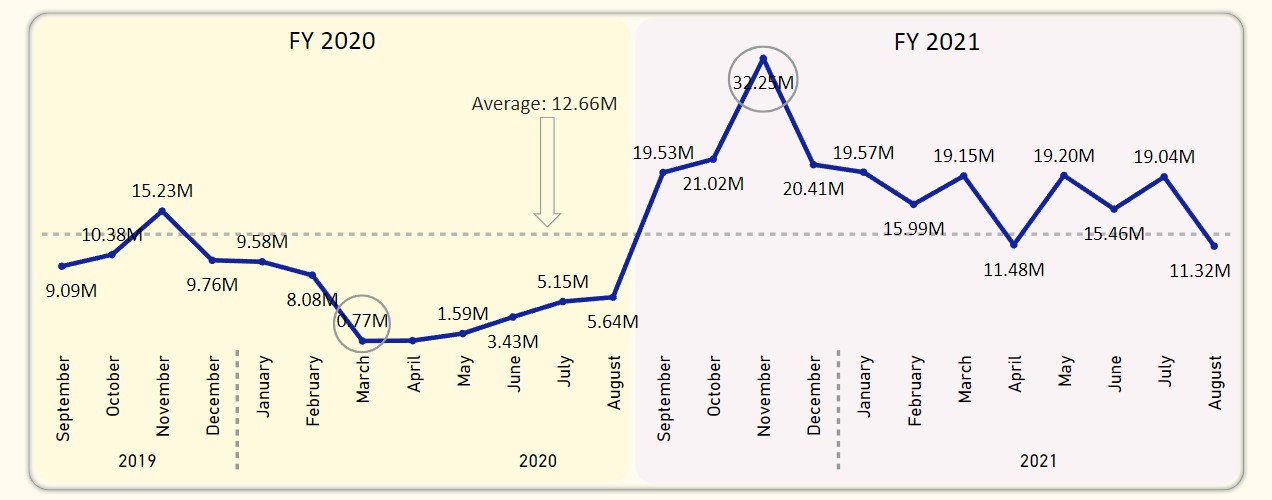 FY 2020
FY 2021
Average: 12.66M
9.09M
10.38M
15.23M
9.76M
9.58M
8.08M
0.77M
1.59M
3.43M
5.15M
5.64M
19.53M
21.02M
32.25M
20.41M
19.57M
15.99M
19.15M
11.48M
19.20M
15.46M
19.04M
11.32M
September
October
November
December
January
February
March
April
May
June
July
August
September
October
November
December
January
February
March
April
May
June
July
August
2019
2020
2021